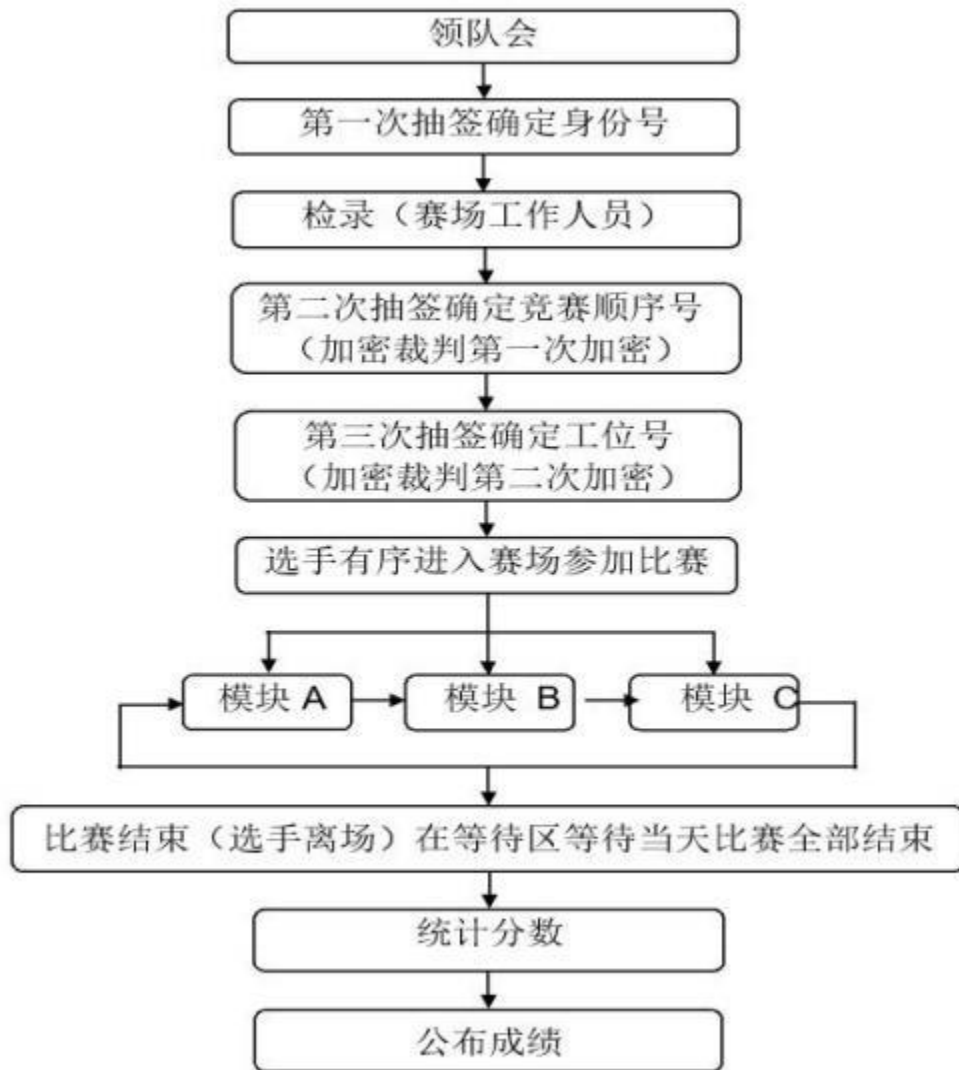 领队会
第一次抽签确定身份号
检录（赛场工作人员）
第二次抽签确定竞赛顺序号
（加密裁判第一次加密）
第三次抽签确定工位号
（加密裁判第二次加密）
选手有序进入赛场参加比赛
模块 A
模块 B
模块 C
比赛结束（选手离场）在等待区等待当天比赛全部结束
统计分数
公布成绩